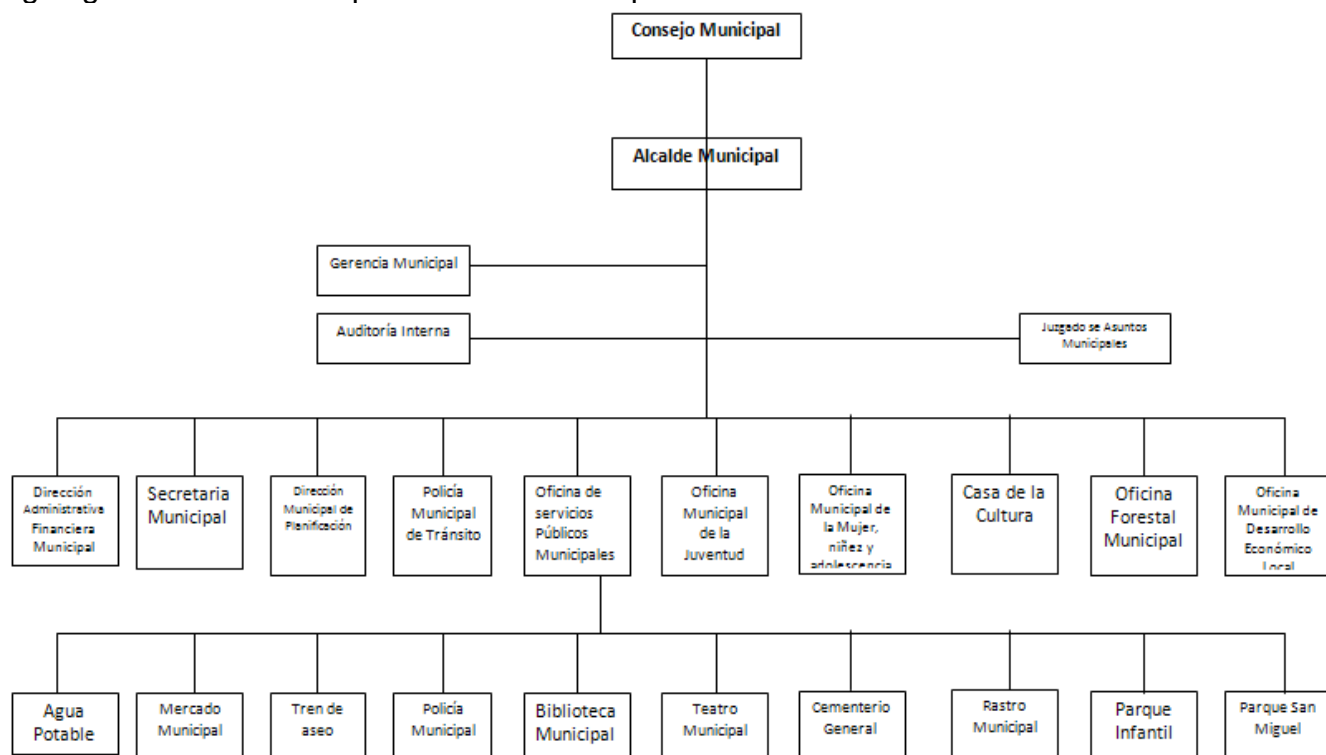 Consejo Municipal
Alcalde Municipal
Gerencia Municipal
Auditoría Interna
Juzgado se Asuntos
Municipales
Dirección
Administrativa
Financiera
Municipal
Secretaria
Municipal
Dirección
Municipal de
Planificación
Policía
Municipal
de Tránsito
Oficina de
servicios
Públicos
Municipales
Oficina
Municipal
de la
Juventud
Oficina
Municipal de
la Mujer,
niñez y
adolescencia
Casa de la
Cultura
Oficina
Forestal
Municipal
Oficina
Municipal de
Desarrollo
Económico
Local
Agua
Potable
Mercado
Municipal
Tren de
aseo
Policía
Municipal
Biblioteca
Municipal
Teatro
Municipal
Cementerio
General
Rastro
Municipal
Parque
Infantil
Parque San
Miguel